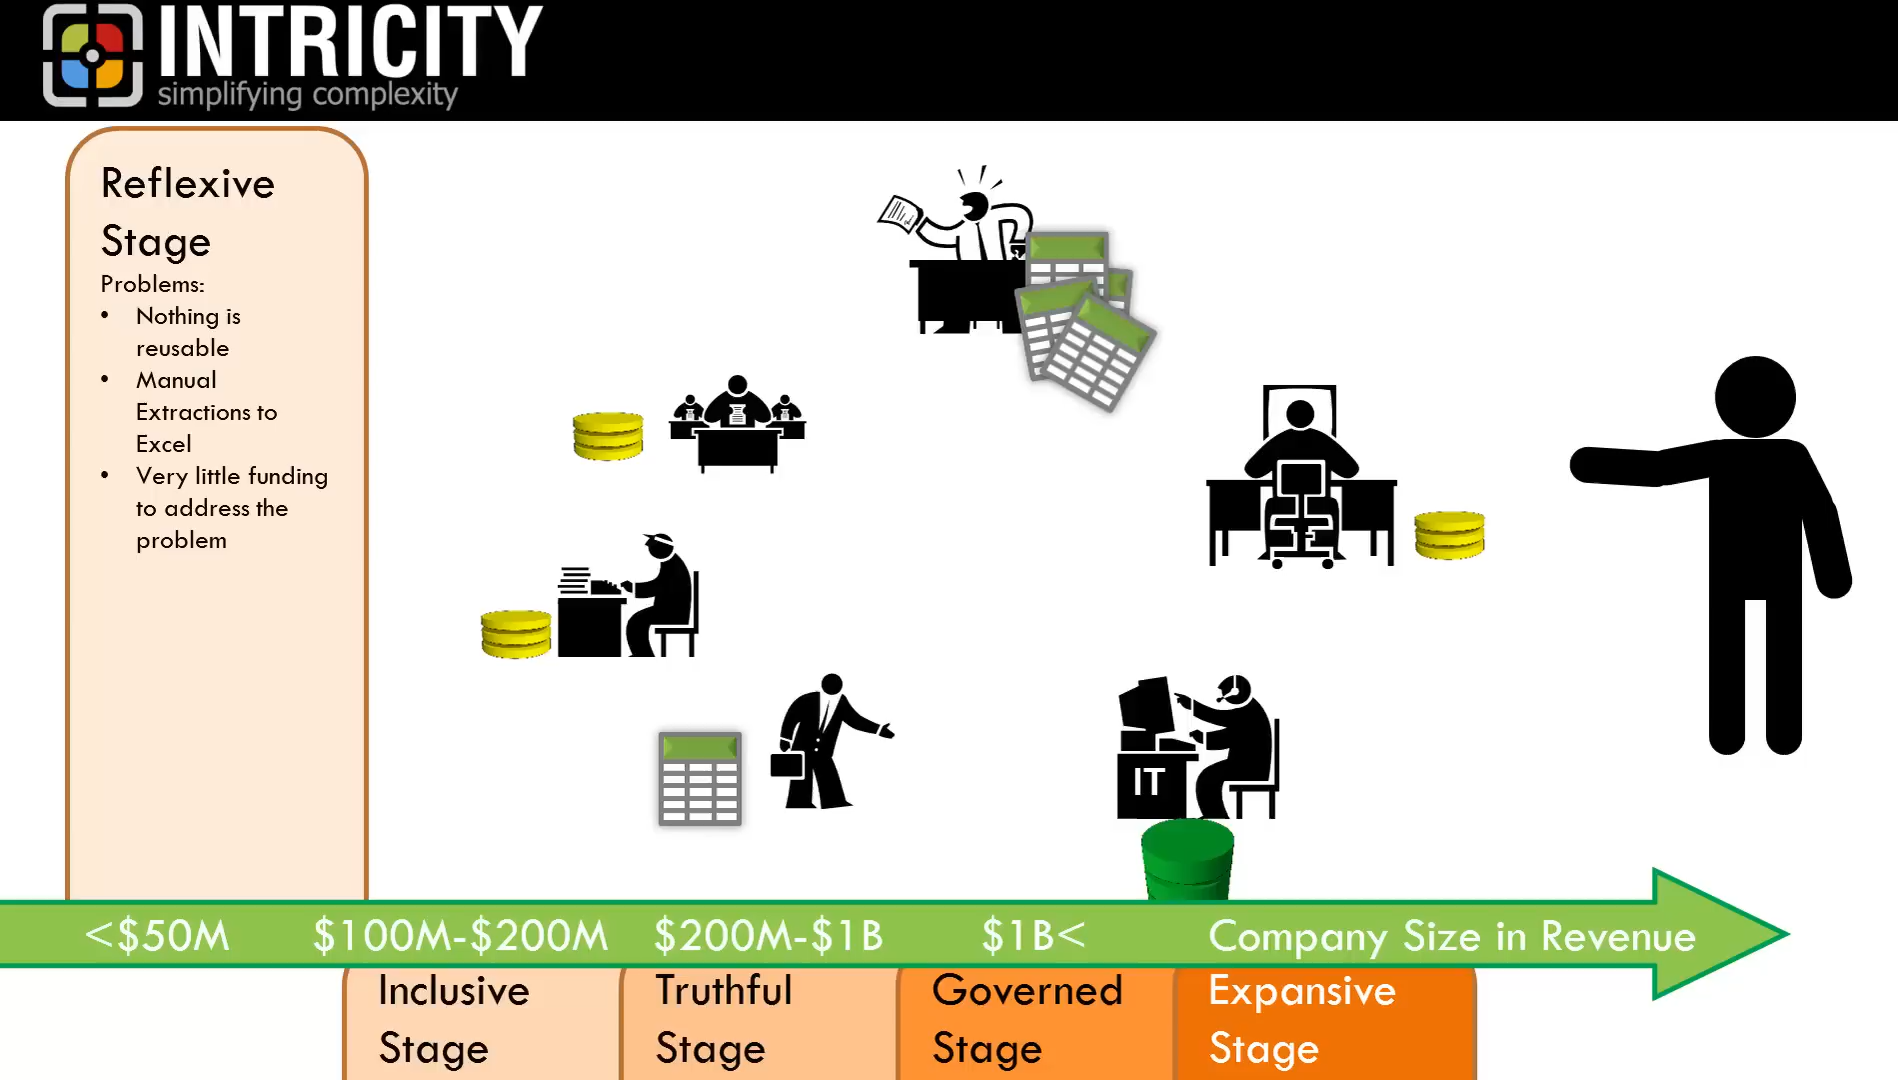 INTRICITY
simplifying complexity
Reflexive
Stage
Problems:
• Nothing is
reusable
• Manual
Extractions to
Excel
• Very little funding
to address the
problem
IT
<$50M $100M-$200M $200M-$1B $1B< Company Size in Revenue
Inclusive
Stage
Truthful
Stage
Governed
Stage
Expansive
Stage